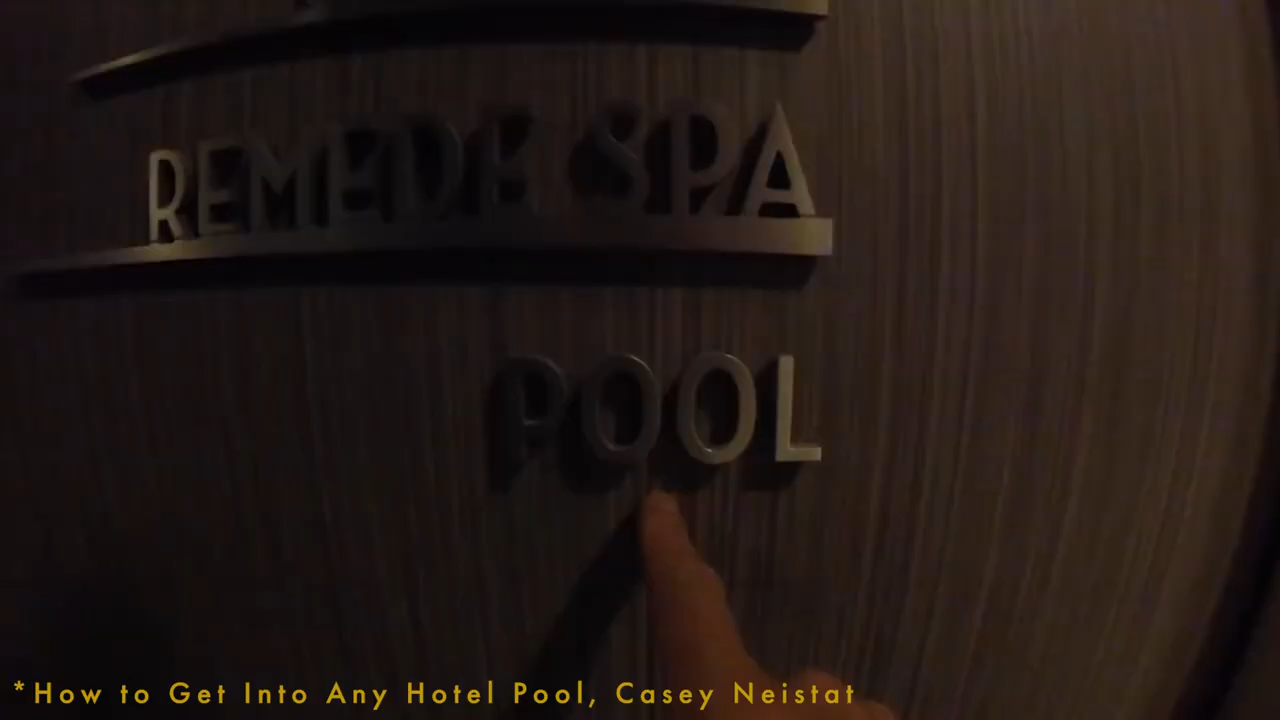 REMEDE SPA
POOL
*How to Get Into Any Hotel Pool, Casey Neistat